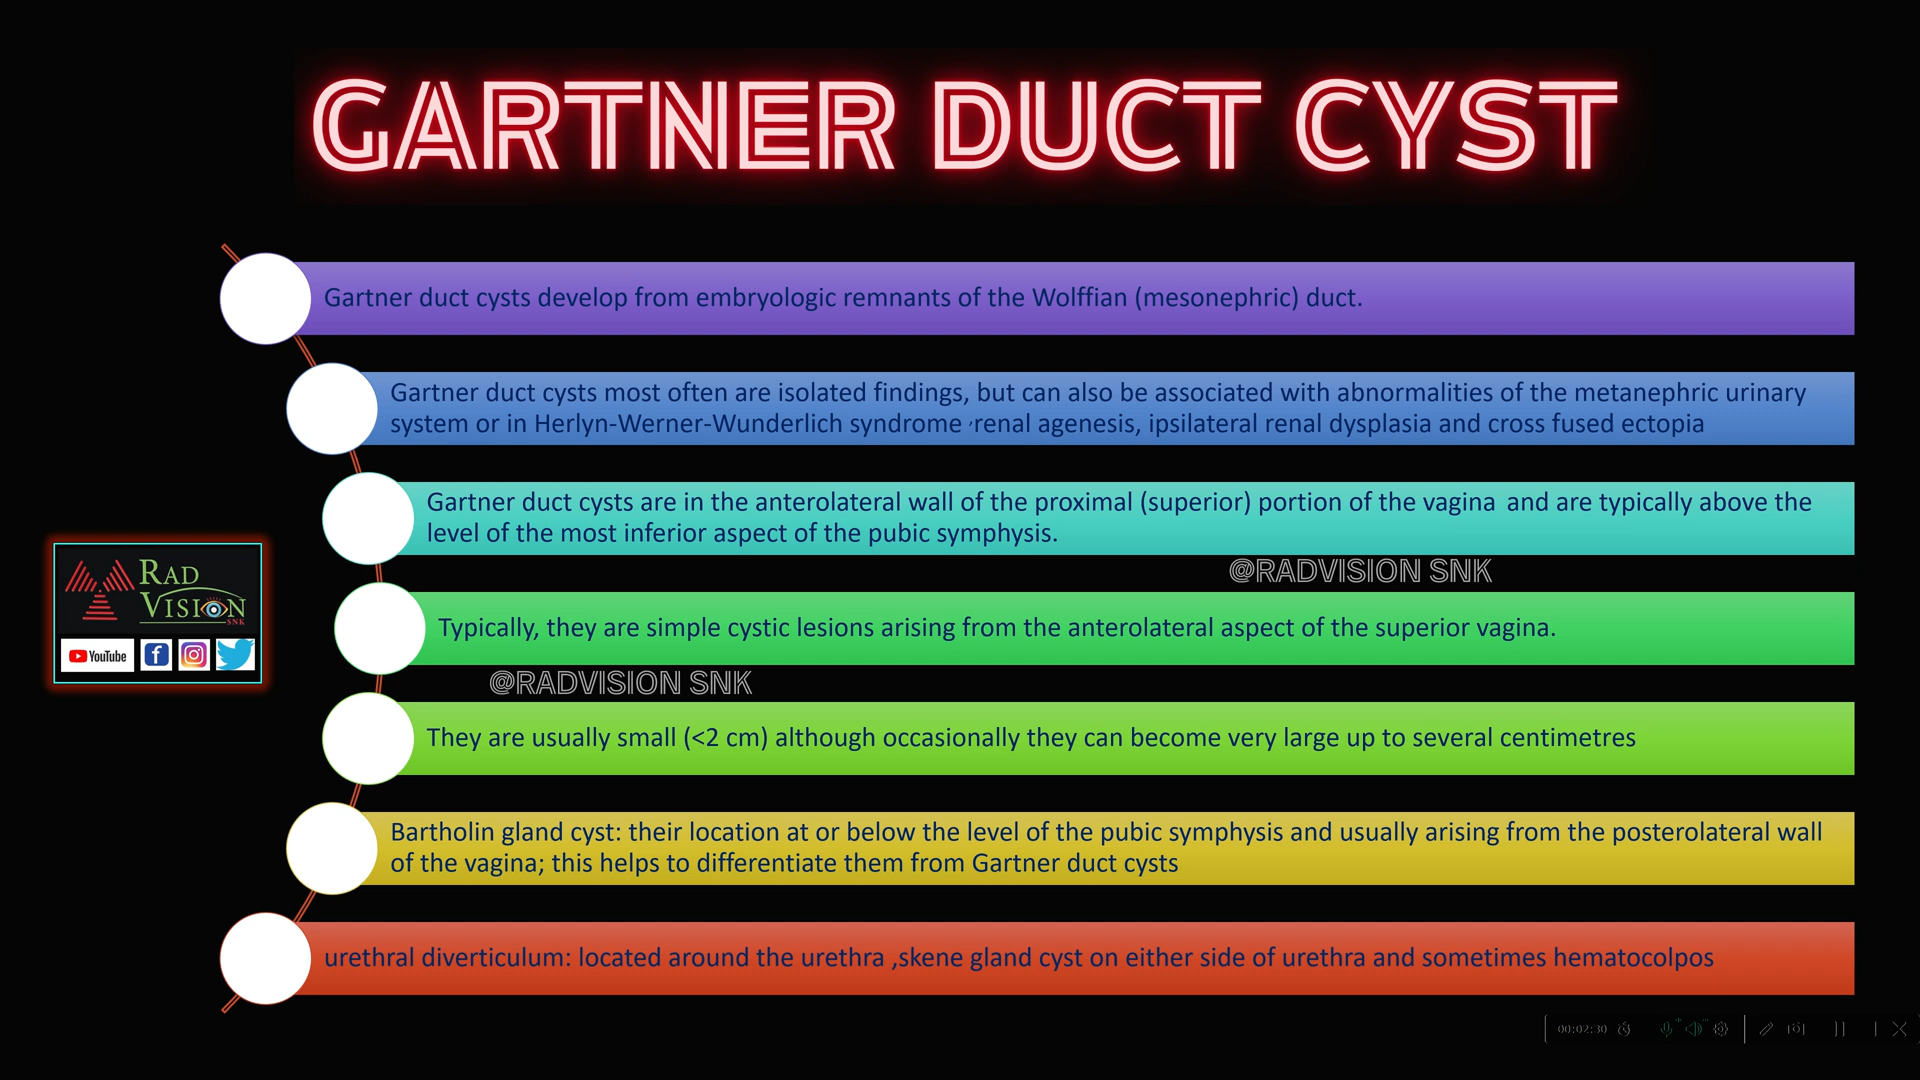 GARTNER DUCT CYST
Gartner duct cysts develop from embryologic remnants of the Wolffian (mesonephric) duct.
Gartner duct cysts most often are isolated findings, but can also be associated with abnormalities of the metanephric urinary
system or in Herlyn-Werner-Wunderlich syndrome ,renal agenesis, ipsilateral renal dysplasia and cross fused ectopia
Gartner duct cysts are in the anterolateral wall of the proximal (superior) portion of the vagina and are typically above the
level of the most inferior aspect of the pubic symphysis.
@RADVISION SNK
RAD
VISION
SNK
YouTube
Typically, they are simple cystic lesions arising from the anterolateral aspect of the superior vagina.
@RADVISION SNK
They are usually small (<2 cm) although occasionally they can become very large up to several centimetres
Bartholin gland cyst: their location at or below the level of the pubic symphysis and usually arising from the posterolateral wall
of the vagina; this helps to differentiate them from Gartner duct cysts
urethral diverticulum: located around the urethra ,skene gland cyst on either side of urethra and sometimes hematocolpos
00:02:30